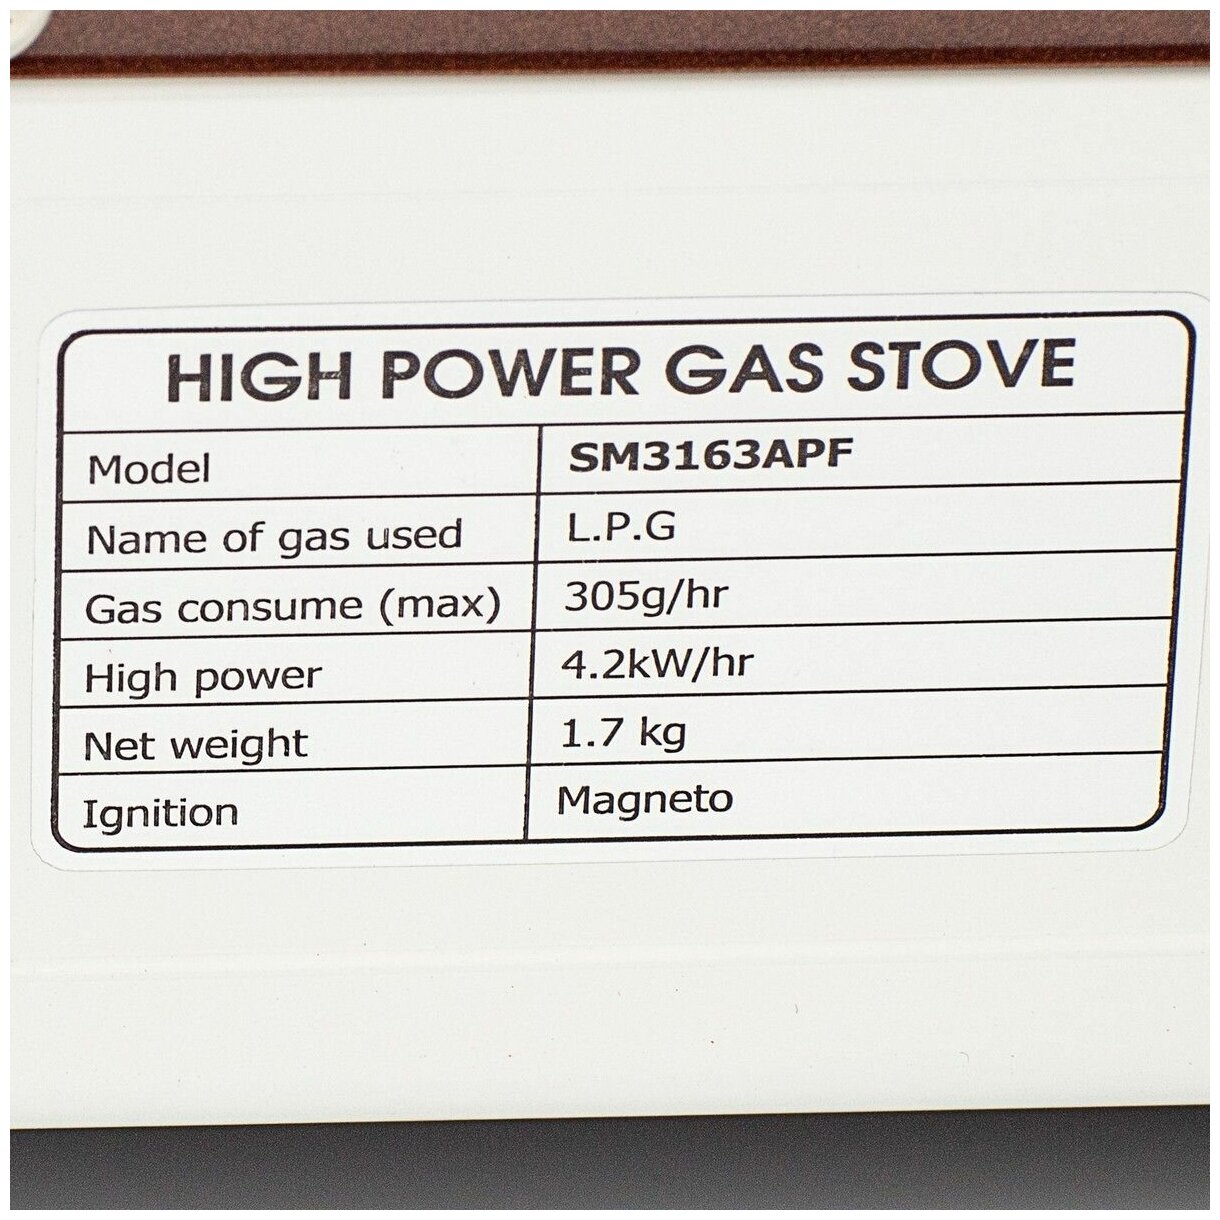 HIGH POWER GAS STOVE
Model SM3163APF
Name of gas used L.P.G
Gas consume (max) 305g/hr
High power 4.2kW/hr
Net weight 1.7 kg
Ignition Magneto